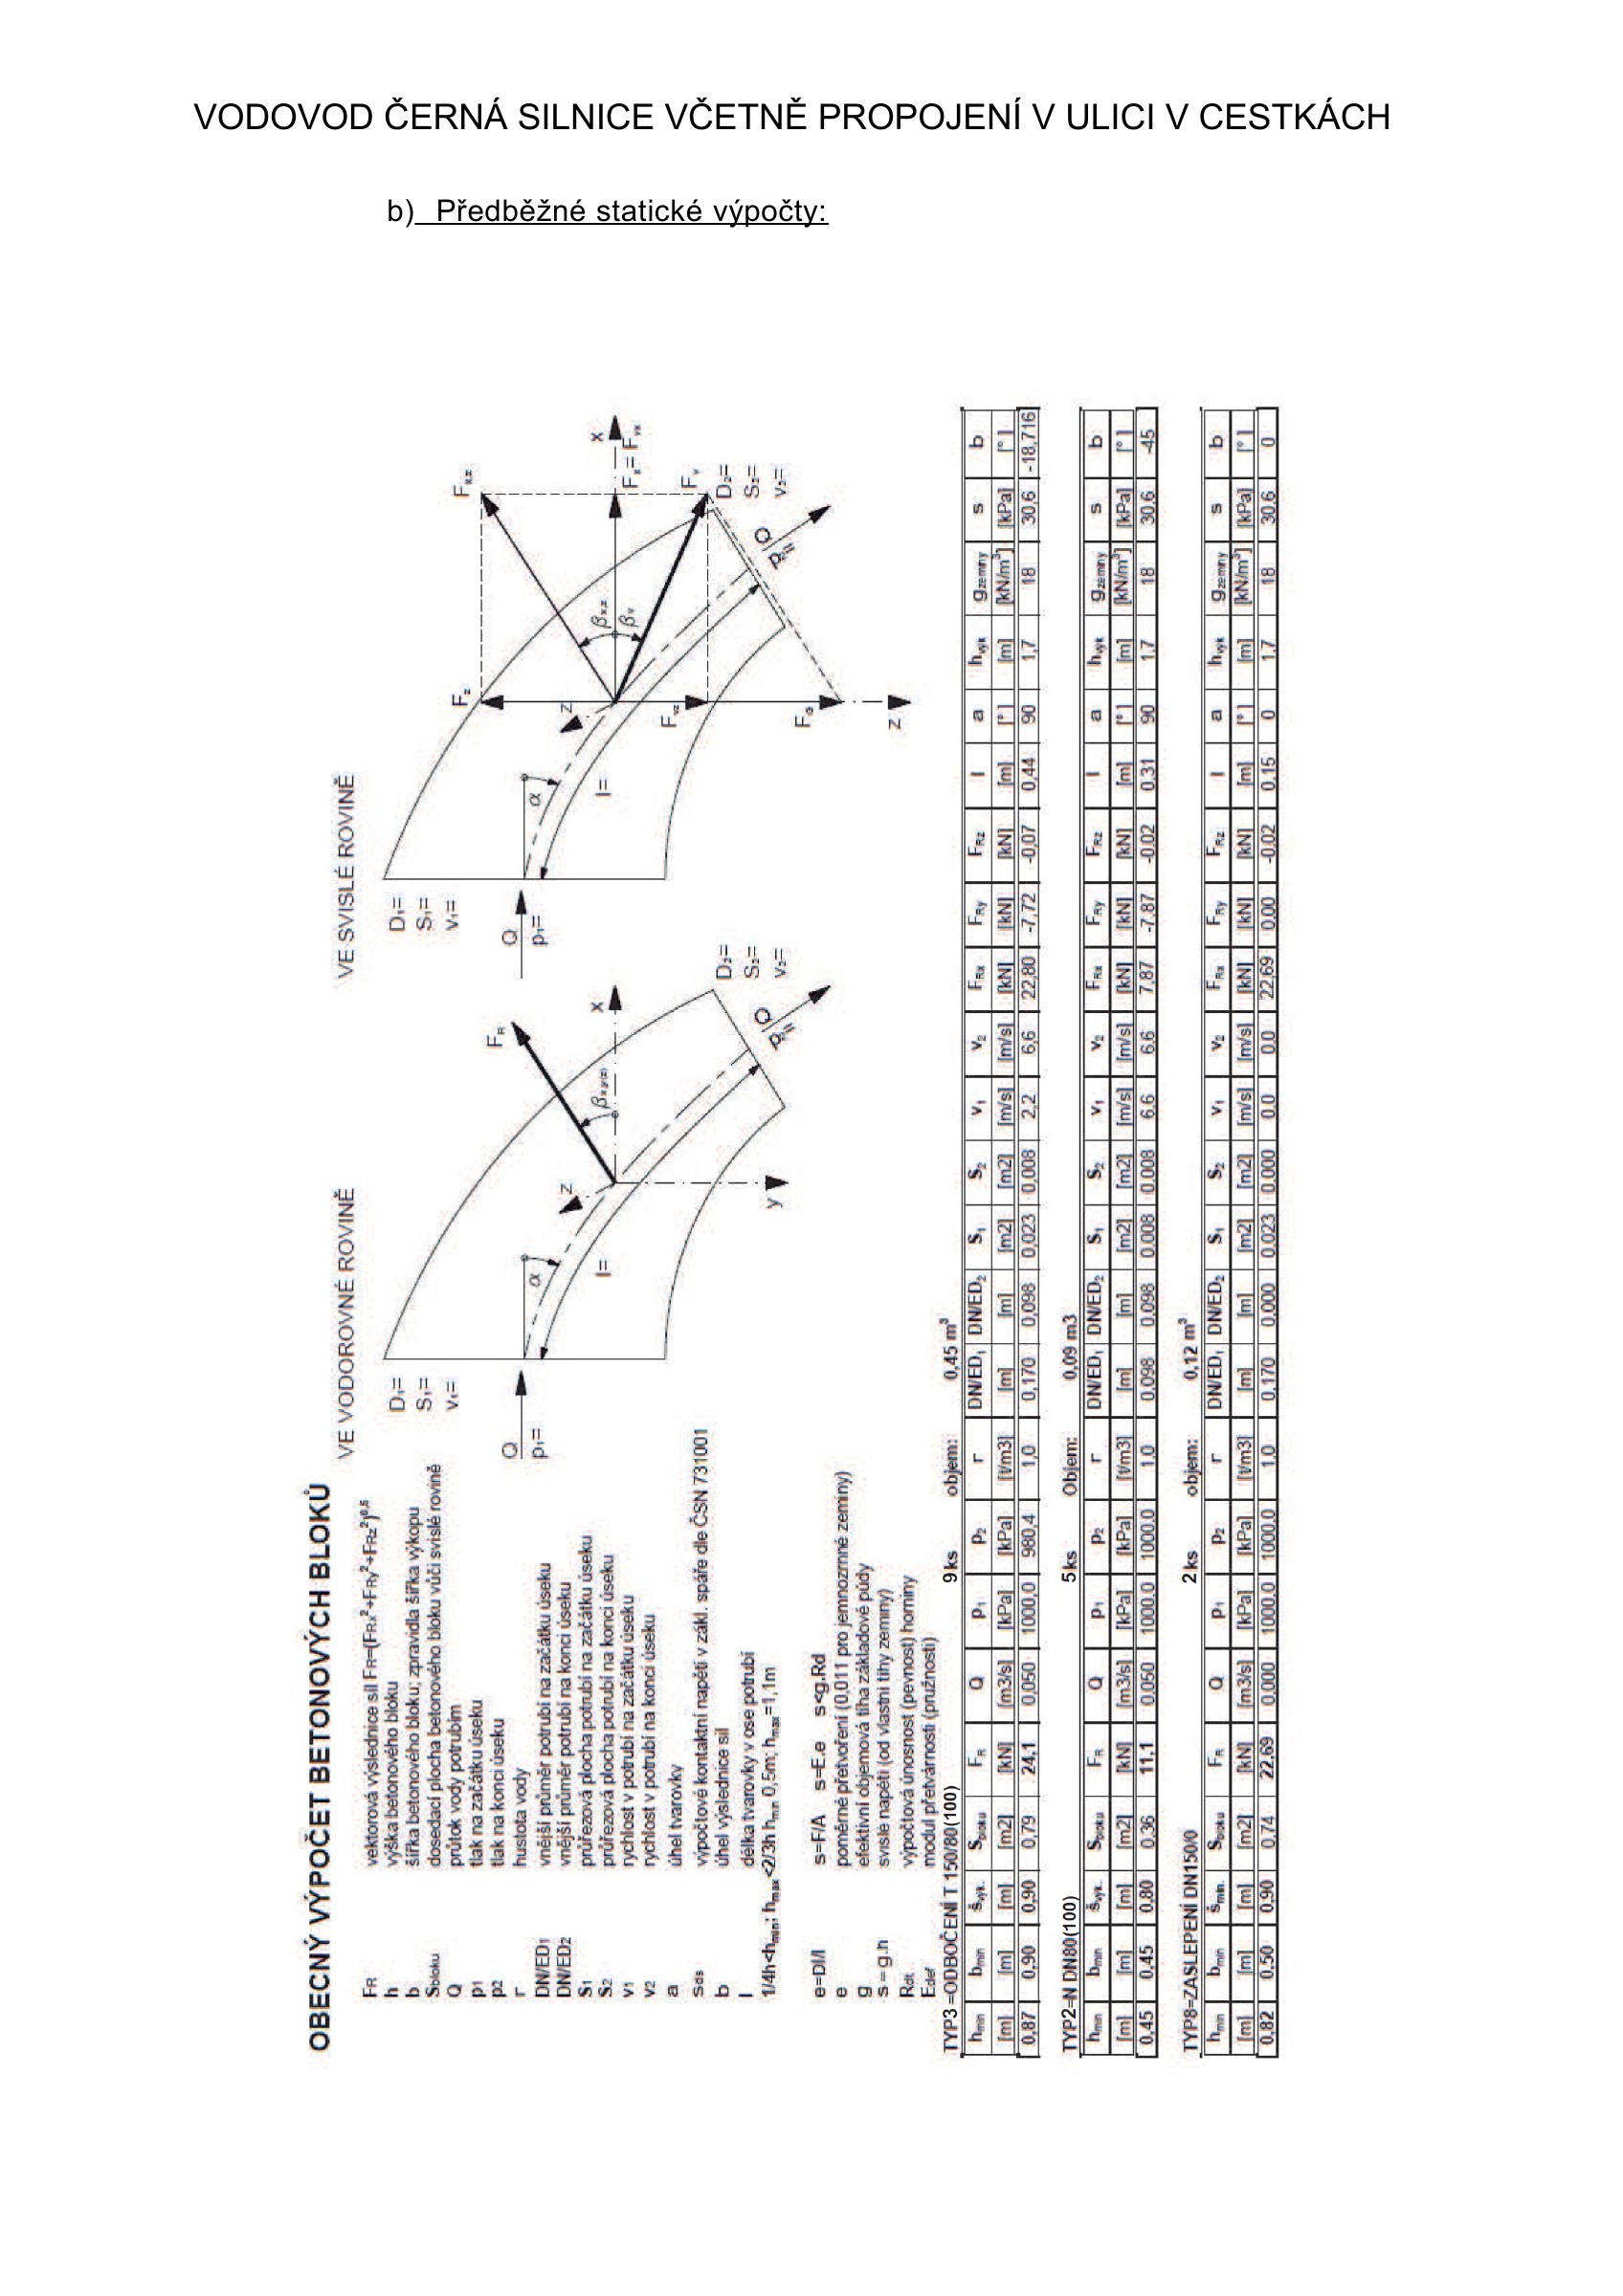 VODOVOD ČERNÁ SILNICE VČETNĚ PROPOJENÍ V ULICI V CESTKÁCH
b) Předběžné statické výpočty:
OBECNÝ VÝPOČET BETONOVÝCH BLOKŮ
FR vektorová výslednice sil FR=(FRx²+FRy²+FRz²)^0,5
h výška betonového bloku
b šířka betonového bloku; zpravidla šířka výkopu
Sbloku dosedací plocha betonového bloku vůči svislé rovině
Q průtok vody potrubím
p1 tlak na začátku úseku
p2 tlak na konci úseku
r hustota vody
DN/ED1 vnější průměr potrubí na začátku úseku
DN/ED2 vnější průměr potrubí na konci úseku
S1 průřezová plocha potrubí na začátku úseku
S2 průřezová plocha potrubí na konci úseku
v1 rychlost v potrubí na začátku úseku
v2 rychlost v potrubí na konci úseku
a úhel tvarovky
Sds výpočtové kontaktní napětí v zákl. spáře dle ČSN 731001
b úhel výslednice sil
l délka tvarovky v ose potrubí
1/4h<hmin; hmax<2/3h hmin 0,5m; hmax=1,1m
e=Dl/l s=F/A s=E.e s<g.Rd
e poměrné přetvoření (0,011 pro jemnozrnné zeminy)
g efektivní objemová tíha základové půdy
s=g.h svislé napětí (od vlastní tíhy zeminy)
Rdt výpočtová únosnost (pevnost) horniny
Edef modul přetvárnosti (pružnosti)
VE VODOROVNÉ ROVINĚ
D1=
S1=
v1=
Q
p1=
α
l=
z
y
x
FR
βxy(z)
Q
p2=
D2=
S2=
v2=
VE SVISLÉ ROVINĚ
D1=
S1=
v1=
Q
p1=
α
l=
z
Fz
Fx,z
βx,z
βv
x
Fx=Fvx
Fv
Fvz
FG
z
Q
p2=
D2=
S2=
v2=
TYP3=ODBOČENÍ T 150/80(100) 9ks objem: 0,45 m³
hmin bmin švýk. Sbloku FR Q p1 p2 r DN/ED1 DN/ED2 S1 S2 v1 v2 FRx FRy FRz l a hvýk gzeminy s b
[m] [m] [m] [m2] [kN] [m3/s] [kPa] [kPa] [t/m3] [m] [m] [m2] [m2] [m/s] [m/s] [kN] [kN] [kN] [m] [°] [m] [kN/m³] [kPa] [°]
0,87 0,90 0,90 0,79 24,1 0,050 1000,0 980,4 1,0 0,170 0,098 0,023 0,008 2,2 6,6 22,80 -7,72 -0,07 0,44 90 1,7 18 30,6 -18,716
TYP2=N DN80(100) 5ks Objem: 0,09 m3
hmin bmin švýk. Sbloku FR Q p1 p2 r DN/ED1 DN/ED2 S1 S2 v1 v2 FRx FRy FRz l a hvýk gzeminy s b
[m] [m] [m] [m2] [kN] [m3/s] [kPa] [kPa] [t/m3] [m] [m] [m2] [m2] [m/s] [m/s] [kN] [kN] [kN] [m] [°] [m] [kN/m³] [kPa] [°]
0,45 0,45 0,80 0,36 11,1 0,050 1000,0 1000,0 1,0 0,098 0,098 0,008 0,008 6,6 6,6 7,87 -7,87 -0,02 0,31 90 1,7 18 30,6 -45
TYP8=ZASLEPENÍ DN150/0 2ks objem: 0,12 m³
hmin bmin šmin. Sbloku FR Q p1 p2 r DN/ED1 DN/ED2 S1 S2 v1 v2 FRx FRy FRz l a hvýk gzeminy s b
[m] [m] [m] [m2] [kN] [m3/s] [kPa] [kPa] [t/m3] [m] [m] [m2] [m2] [m/s] [m/s] [kN] [kN] [kN] [m] [°] [m] [kN/m³] [kPa] [°]
0,82 0,50 0,90 0,74 22,69 0,000 1000,0 1000,0 1,0 0,170 0,000 0,023 0,000 0,0 0,0 22,69 0,00 -0,02 0,15 0 1,7 18 30,6 0